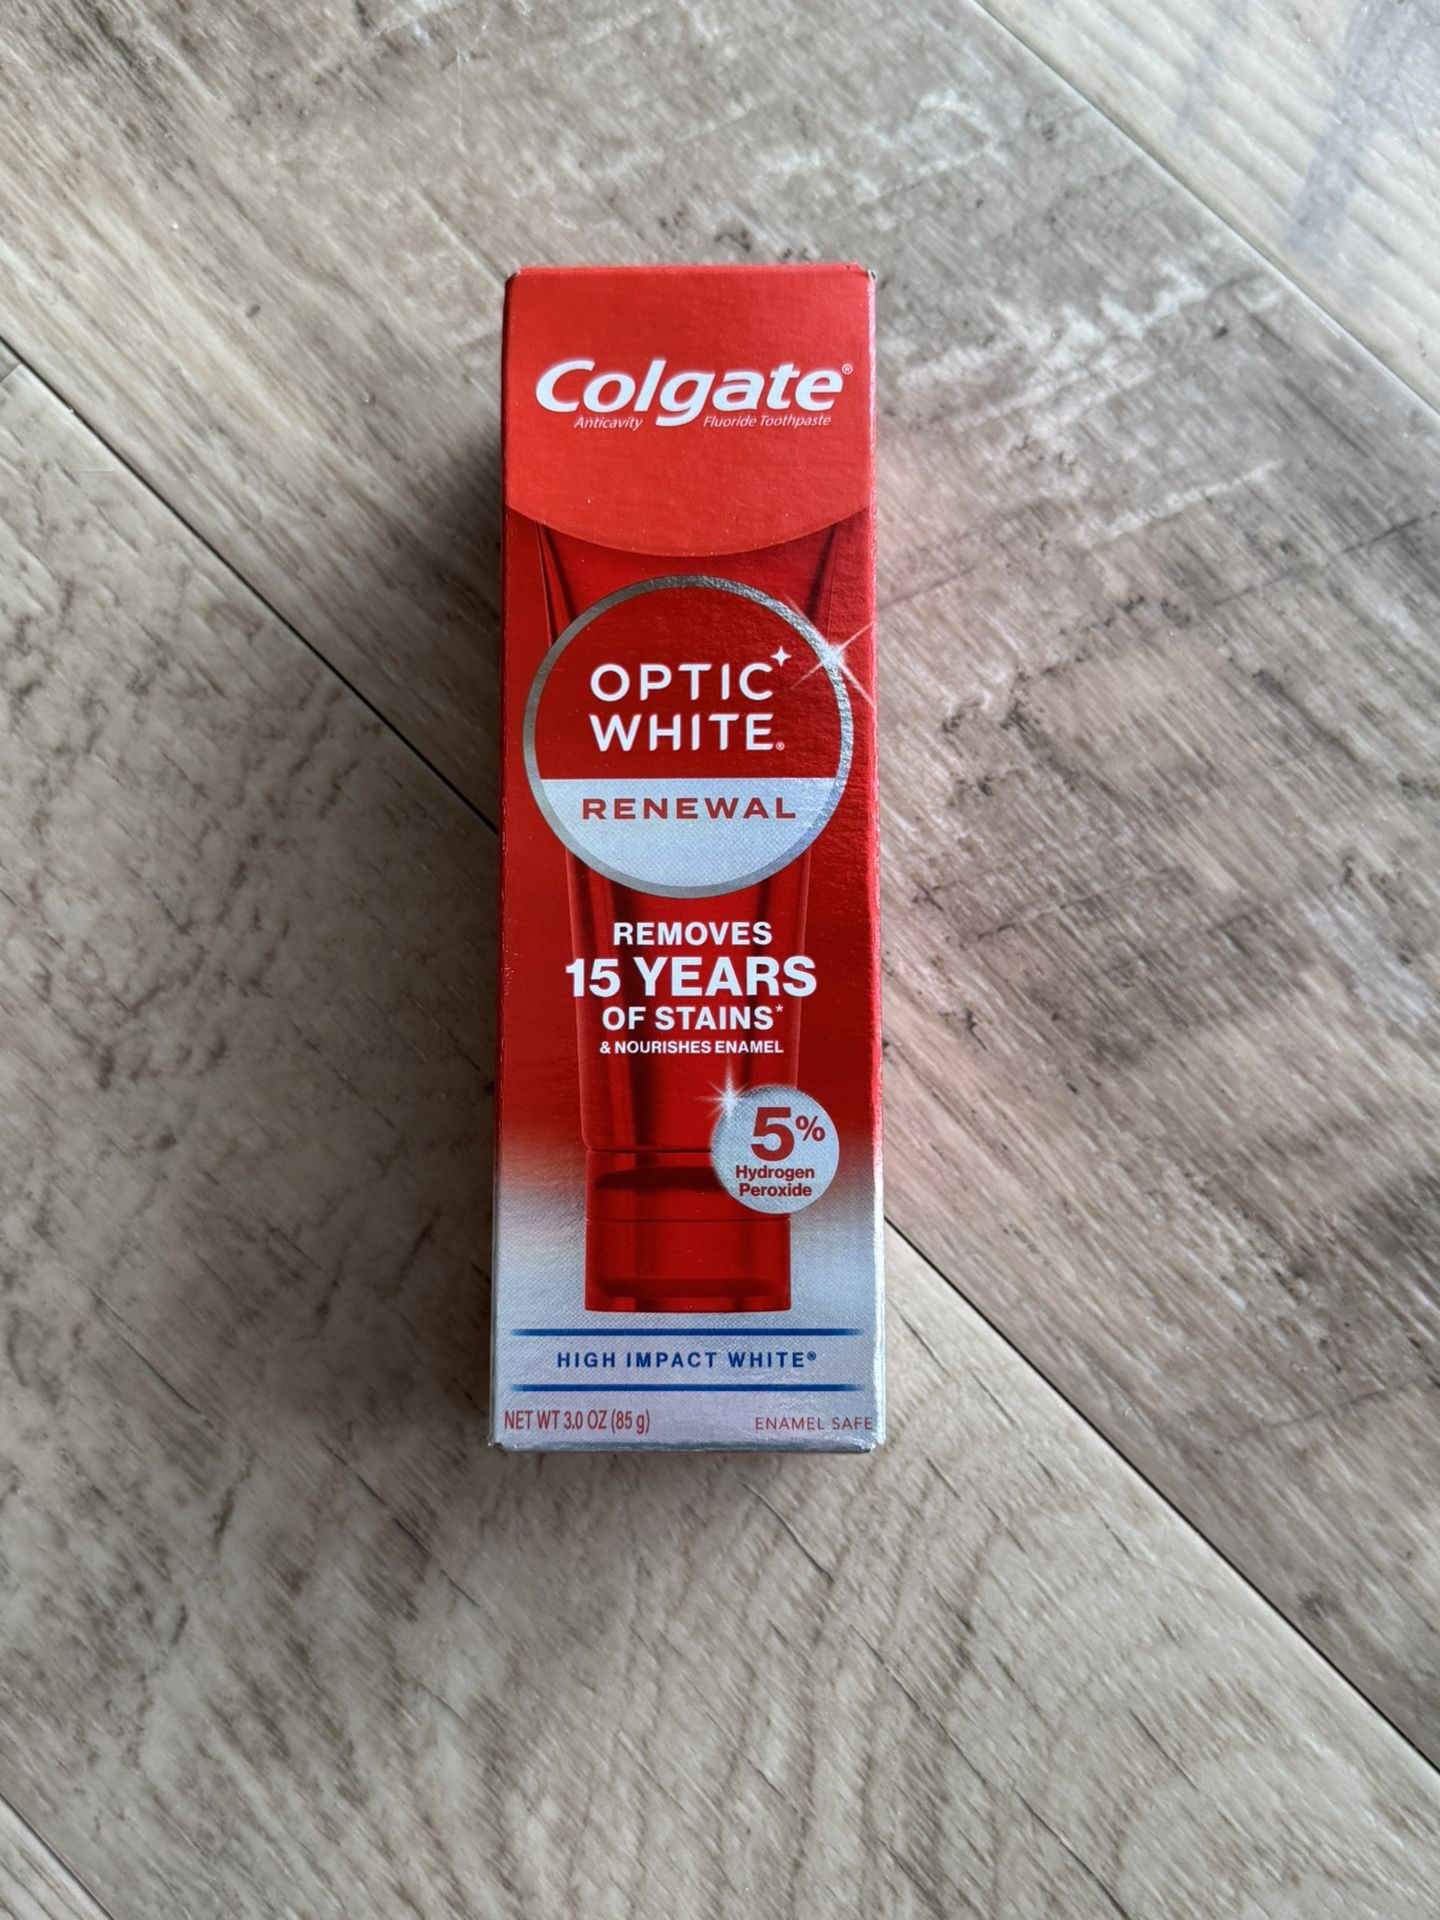 Colgate®
Anticavity Fluoride Toothpaste
OPTIC
WHITE®
RENEWAL
REMOVES
15 YEARS
OF STAINS*
& NOURISHES ENAMEL
5%
Hydrogen
Peroxide
HIGH IMPACT WHITE®
NET WT 3.0 OZ (85 g) ENAMEL SAFE